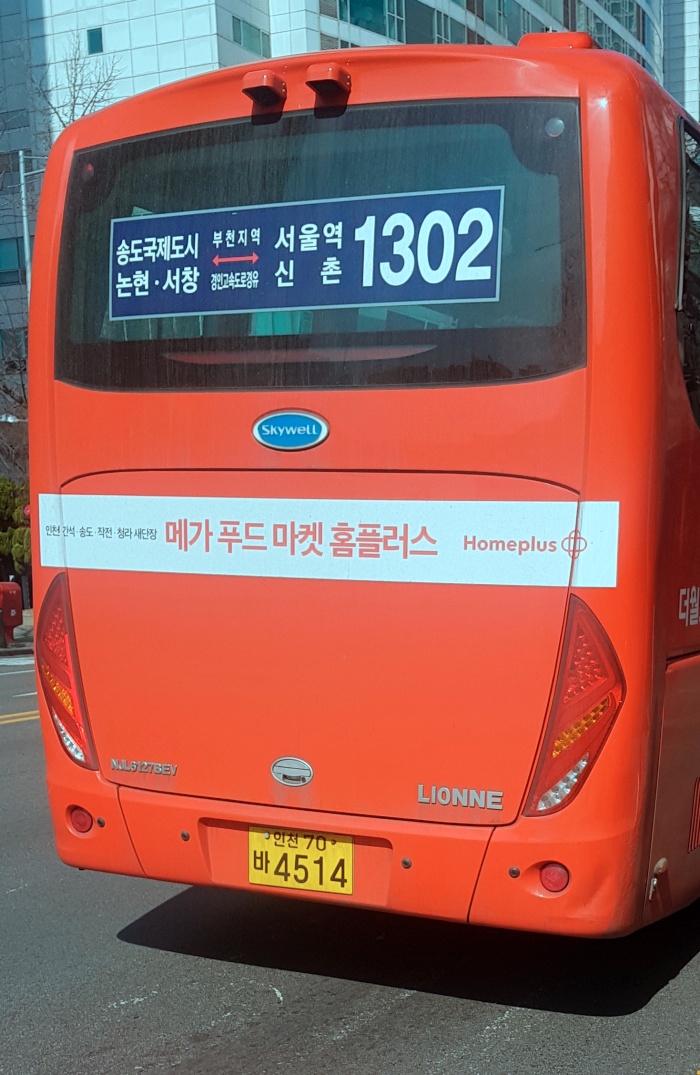 송도국제도시 부천지역 서울역 1302
논현·서창 경인고속도로경유 신촌
Skywell
인천 간석·송도·작전·청라 새단장 메가 푸드 마켓 홈플러스 Homeplus
더월
NJL6127BEV
LIONNE
인천 70
바 4514